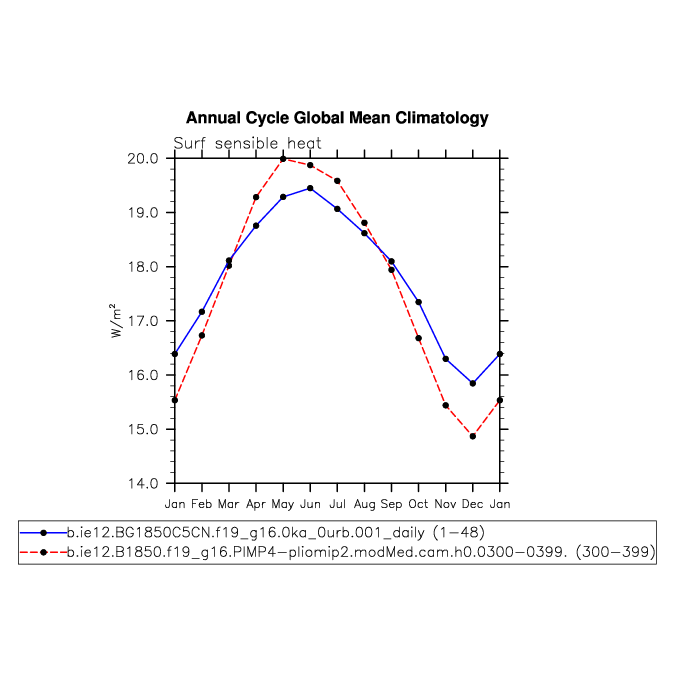 Annual Cycle Global Mean Climatology
Surf sensible heat
20.0
19.0
18.0
17.0
16.0
15.0
14.0
W/m²
Jan Feb Mar Apr May Jun Jul Aug Sep Oct Nov Dec Jan
b.ie12.BG1850C5CN.f19_g16.0ka_0urb.001_daily (1-48)
b.ie12.B1850.f19_g16.PIMP4-pliomip2.modMed.cam.h0.0300-0399. (300-399)